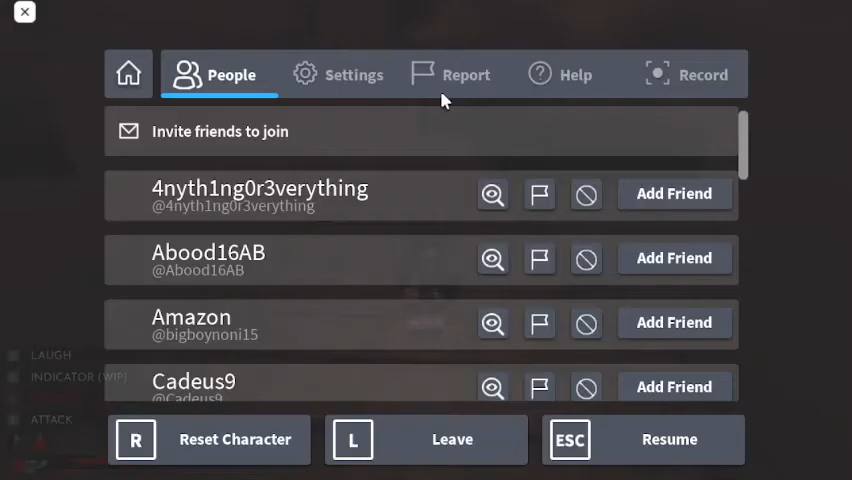 People
Settings
Report
Help
Record
Invite friends to join
4nyth1ng0r3verything
@4nyth1ng0r3verything
Add Friend
Abood16AB
@Abood16AB
Add Friend
Amazon
@bigboynoni15
Add Friend
Cadeus9
@Cadeus9
Add Friend
LAUGH
INDICATOR (WIP)
ATTACK
R Reset Character
L Leave
ESC Resume